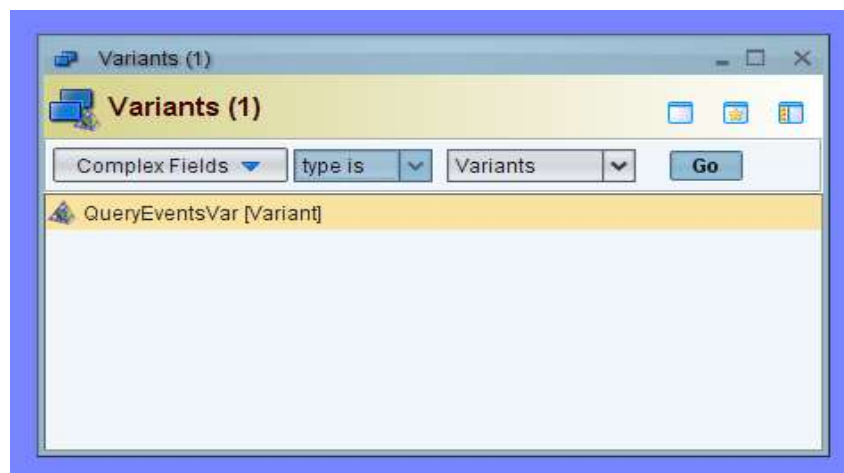 Variants (1)
Variants (1)
Complex Fields type is Variants Go
QueryEventsVar [Variant]